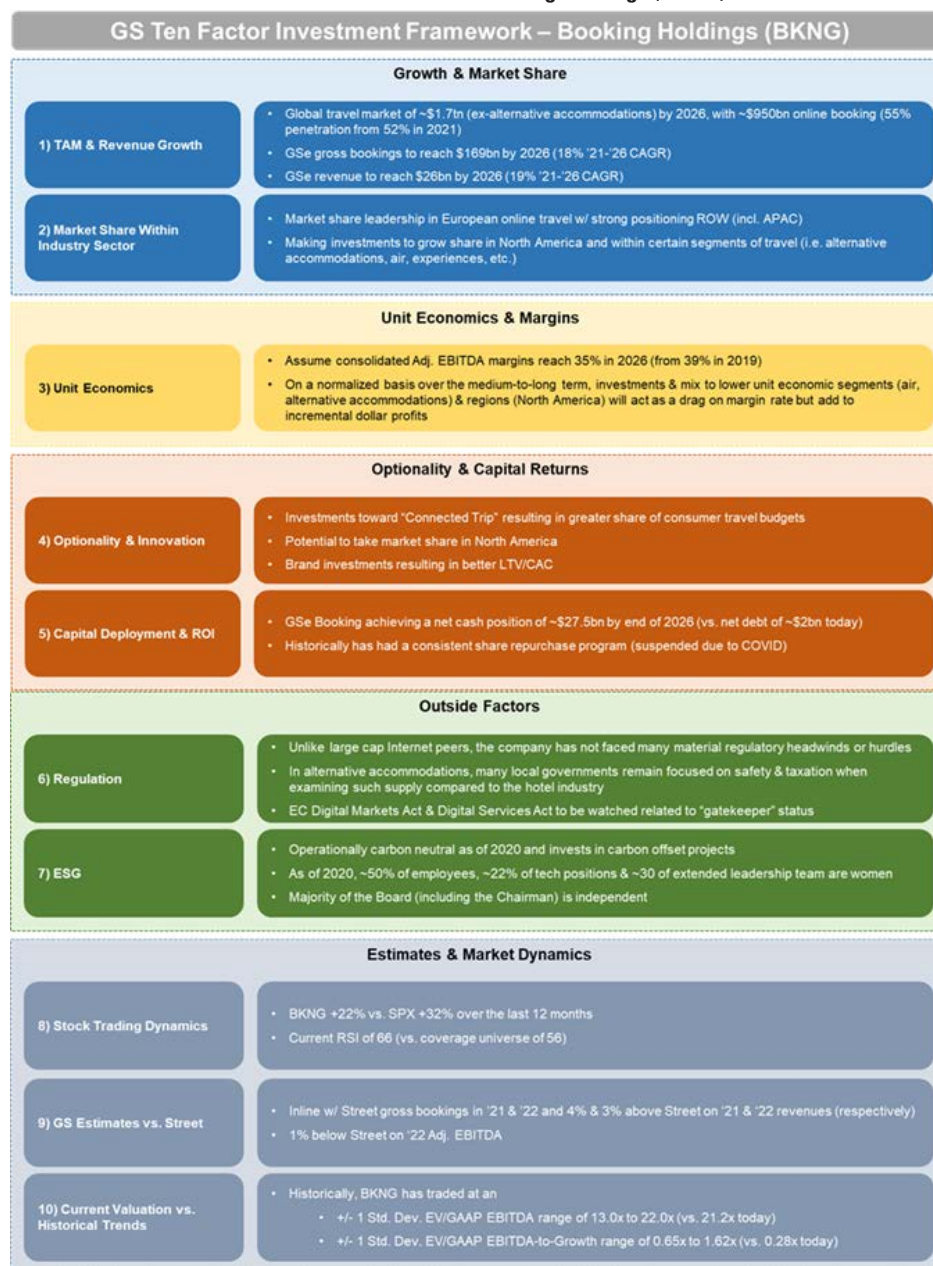 GS Ten Factor Investment Framework – Booking Holdings (BKNG)
Growth & Market Share
1) TAM & Revenue Growth
• Global travel market of ~$1.7tn (ex-alternative accommodations) by 2026, with ~$950bn online booking (55%
penetration from 52% in 2021)
• GSe gross bookings to reach $169bn by 2026 (18% '21-'26 CAGR)
• GSe revenue to reach $26bn by 2026 (19% '21-'26 CAGR)
2) Market Share Within
Industry Sector
• Market share leadership in European online travel w/ strong positioning ROW (incl. APAC)
• Making investments to grow share in North America and within certain segments of travel (i.e. alternative
accommodations, air, experiences, etc.)
Unit Economics & Margins
3) Unit Economics
• Assume consolidated Adj. EBITDA margins reach 35% in 2026 (from 39% in 2019)
• On a normalized basis over the medium-to-long term, investments & mix to lower unit economic segments (air,
alternative accommodations) & regions (North America) will act as a drag on margin rate but add to
incremental dollar profits
Optionality & Capital Returns
4) Optionality & Innovation
• Investments toward “Connected Trip” resulting in greater share of consumer travel budgets
• Potential to take market share in North America
• Brand investments resulting in better LTV/CAC
5) Capital Deployment & ROI
• GSe Booking achieving a net cash position of ~$27.5bn by end of 2026 (vs. net debt of ~$2bn today)
• Historically has had a consistent share repurchase program (suspended due to COVID)
Outside Factors
6) Regulation
• Unlike large cap Internet peers, the company has not faced many material regulatory headwinds or hurdles
• In alternative accommodations, many local governments remain focused on safety & taxation when
examining such supply compared to the hotel industry
• EC Digital Markets Act & Digital Services Act to be watched related to “gatekeeper” status
7) ESG
• Operationally carbon neutral as of 2020 and invests in carbon offset projects
• As of 2020, ~50% of employees, ~22% of tech positions & ~30 of extended leadership team are women
• Majority of the Board (including the Chairman) is independent
Estimates & Market Dynamics
8) Stock Trading Dynamics
• BKNG +22% vs. SPX +32% over the last 12 months
• Current RSI of 66 (vs. coverage universe of 56)
9) GS Estimates vs. Street
• Inline w/ Street gross bookings in '21 & '22 and 4% & 3% above Street on '21 & '22 revenues (respectively)
• 1% below Street on '22 Adj. EBITDA
10) Current Valuation vs.
Historical Trends
• Historically, BKNG has traded at an
• +/- 1 Std. Dev. EV/GAAP EBITDA range of 13.0x to 22.0x (vs. 21.2x today)
• +/- 1 Std. Dev. EV/GAAP EBITDA-to-Growth range of 0.65x to 1.62x (vs. 0.28x today)